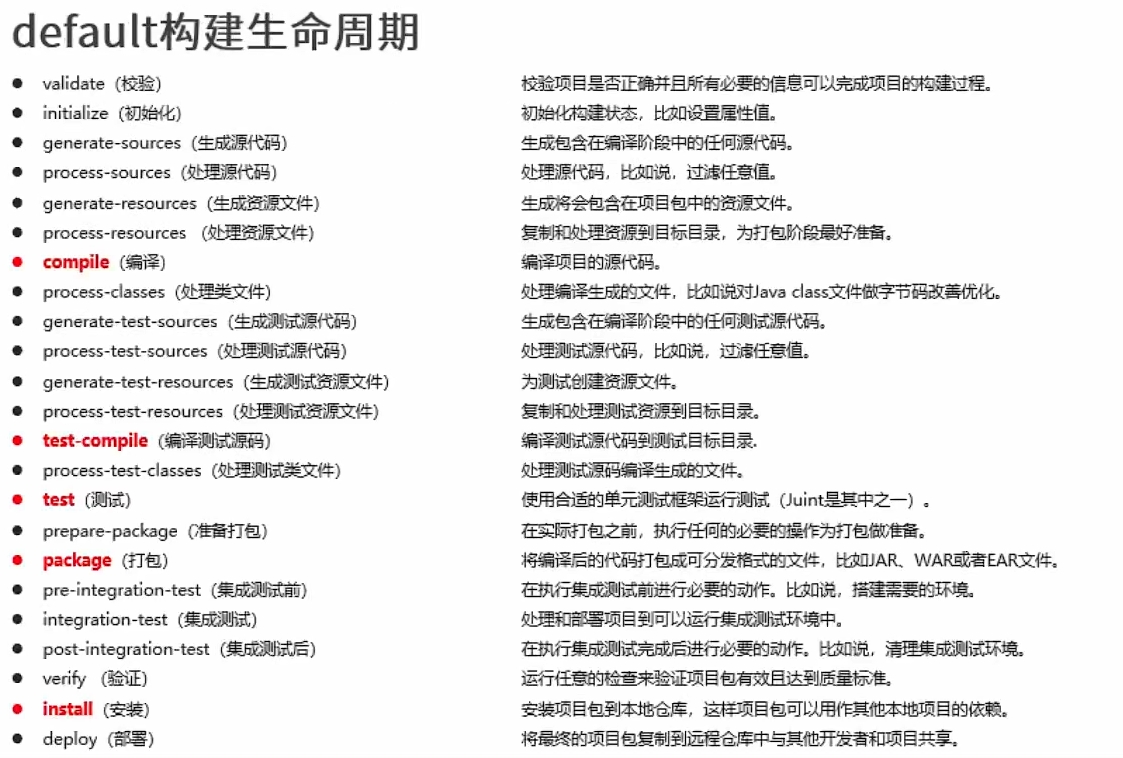 default构建生命周期
● validate（校验） 校验项目是否正确并且所有必要的信息可以完成项目的构建过程。
● initialize（初始化） 初始化构建状态，比如设置属性值。
● generate-sources（生成源代码） 生成包含在编译阶段中的任何源代码。
● process-sources（处理源代码） 处理源代码，比如说，过滤任意值。
● generate-resources（生成资源文件） 生成将会包含在项目包中的资源文件。
● process-resources （处理资源文件） 复制和处理资源到目标目录，为打包阶段最好准备。
● compile（编译） 编译项目的源代码。
● process-classes（处理类文件） 处理编译生成的文件，比如说对Java class文件做字节码改善优化。
● generate-test-sources（生成测试源代码） 生成包含在编译阶段中的任何测试源代码。
● process-test-sources（处理测试源代码） 处理测试源代码，比如说，过滤任意值。
● generate-test-resources（生成测试资源文件） 为测试创建资源文件。
● process-test-resources（处理测试资源文件） 复制和处理测试资源到目标目录。
● test-compile（编译测试源码） 编译测试源代码到测试目标目录.
● process-test-classes（处理测试类文件） 处理测试源码编译生成的文件。
● test（测试） 使用合适的单元测试框架运行测试（Juint是其中之一）。
● prepare-package（准备打包） 在实际打包之前，执行任何的必要的操作为打包做准备。
● package（打包） 将编译后的代码打包成可分发格式的文件，比如JAR、WAR或者EAR文件。
● pre-integration-test（集成测试前） 在执行集成测试前进行必要的动作。比如说，搭建需要的环境。
● integration-test（集成测试） 处理和部署项目到可以运行集成测试环境中。
● post-integration-test（集成测试后） 在执行集成测试完成后进行必要的动作。比如说，清理集成测试环境。
● verify （验证） 运行任意的检查来验证项目包有效且达到质量标准。
● install（安装） 安装项目包到本地仓库，这样项目包可以用作其他本地项目的依赖。
● deploy（部署） 将最终的项目包复制到远程仓库中与其他开发者和项目共享。